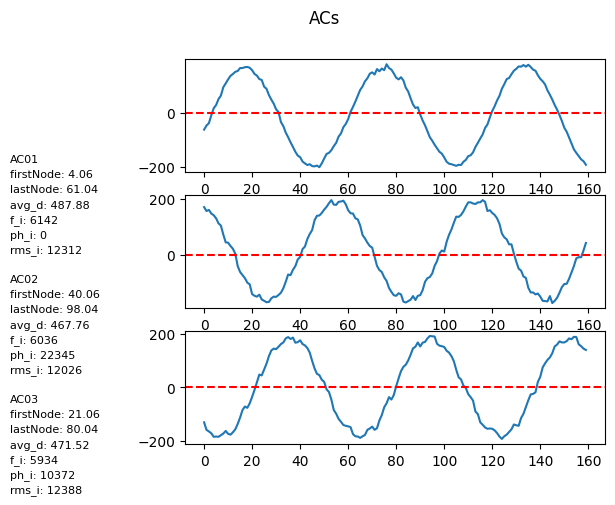 ACs
0
−200
0 20 40 60 80 100 120 140 160
200
0
0 20 40 60 80 100 120 140 160
200
0
−200
0 20 40 60 80 100 120 140 160
AC01
firstNode: 4.06
lastNode: 61.04
avg_d: 487.88
f_i: 6142
ph_i: 0
rms_i: 12312
AC02
firstNode: 40.06
lastNode: 98.04
avg_d: 467.76
f_i: 6036
ph_i: 22345
rms_i: 12026
AC03
firstNode: 21.06
lastNode: 80.04
avg_d: 471.52
f_i: 5934
ph_i: 10372
rms_i: 12388